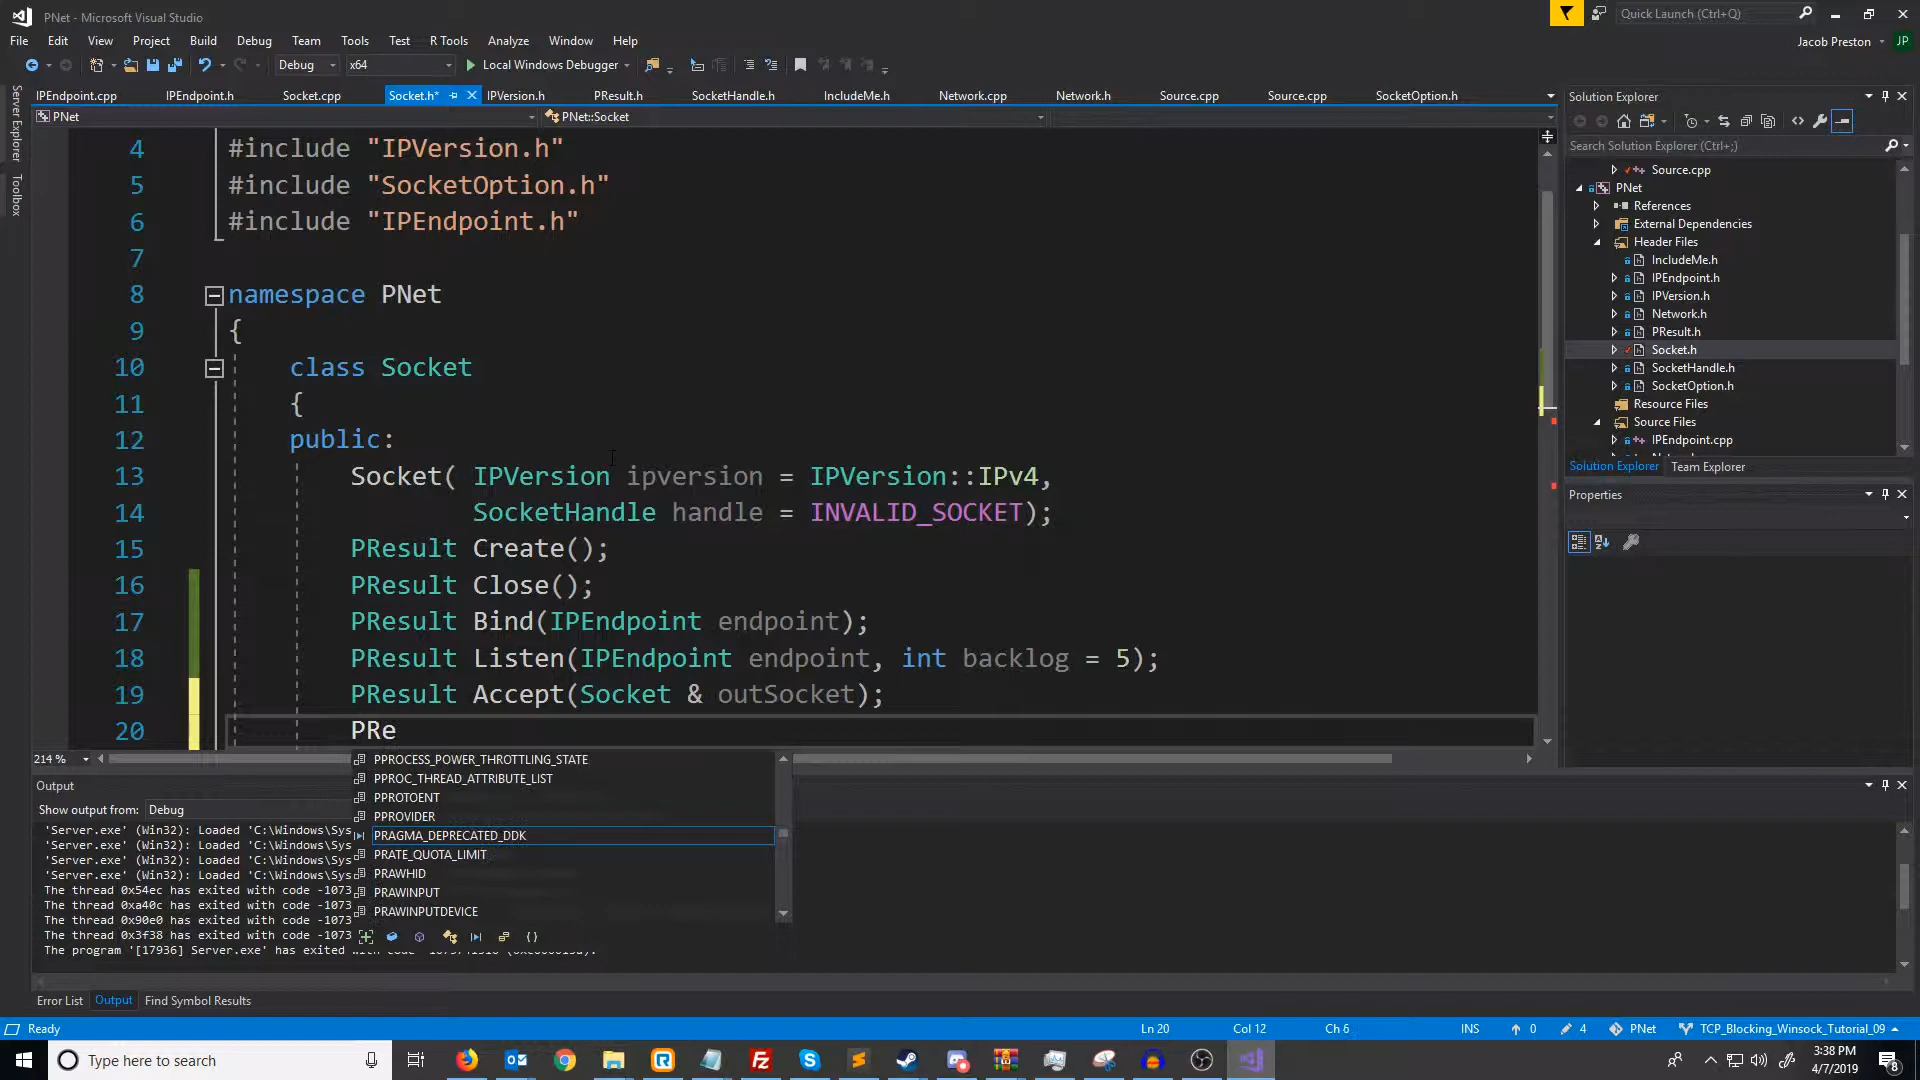 PNet - Microsoft Visual Studio
Quick Launch (Ctrl+Q)
File Edit View Project Build Debug Team Tools Test R Tools Analyze Window Help
Jacob Preston JP
Debug x64 Local Windows Debugger
IPEndpoint.cpp IPEndpoint.h Socket.cpp Socket.h* IPVersion.h PResult.h SocketHandle.h IncludeMe.h Network.cpp Network.h Source.cpp Source.cpp SocketOption.h
PNet PNet::Socket
Server Explorer
Toolbox
4 #include "IPVersion.h"
5 #include "SocketOption.h"
6 #include "IPEndpoint.h"
7
8 namespace PNet
9 {
10 class Socket
11 {
12 public:
13 Socket( IPVersion ipversion = IPVersion::IPv4,
14 SocketHandle handle = INVALID_SOCKET);
15 PResult Create();
16 PResult Close();
17 PResult Bind(IPEndpoint endpoint);
18 PResult Listen(IPEndpoint endpoint, int backlog = 5);
19 PResult Accept(Socket & outSocket);
20 PRe
214 %
PPROCESS_POWER_THROTTLING_STATE
PPROC_THREAD_ATTRIBUTE_LIST
PPROTOENT
PPROVIDER
PRAGMA_DEPRECATED_DDK
PRATE_QUOTA_LIMIT
PRAWHID
PRAWINPUT
PRAWINPUTDEVICE
Solution Explorer
Search Solution Explorer (Ctrl+;)
Source.cpp
PNet
References
External Dependencies
Header Files
IncludeMe.h
IPEndpoint.h
IPVersion.h
Network.h
PResult.h
Socket.h
SocketHandle.h
SocketOption.h
Resource Files
Source Files
IPEndpoint.cpp
Solution Explorer Team Explorer
Properties
Output
Show output from: Debug
'Server.exe' (Win32): Loaded 'C:\Windows\Sys
'Server.exe' (Win32): Loaded 'C:\Windows\Sys
'Server.exe' (Win32): Loaded 'C:\Windows\Sys
'Server.exe' (Win32): Loaded 'C:\Windows\Sys
The thread 0x54ec has exited with code -1073
The thread 0xa40c has exited with code -1073
The thread 0x90e0 has exited with code -1073
The thread 0x3f38 has exited with code -1073
The program '[17936] Server.exe' has exited
Error List Output Find Symbol Results
Ready Ln 20 Col 12 Ch 6 INS 0 4 PNet TCP_Blocking_Winsock_Tutorial_09
Type here to search
3:38 PM
4/7/2019
8